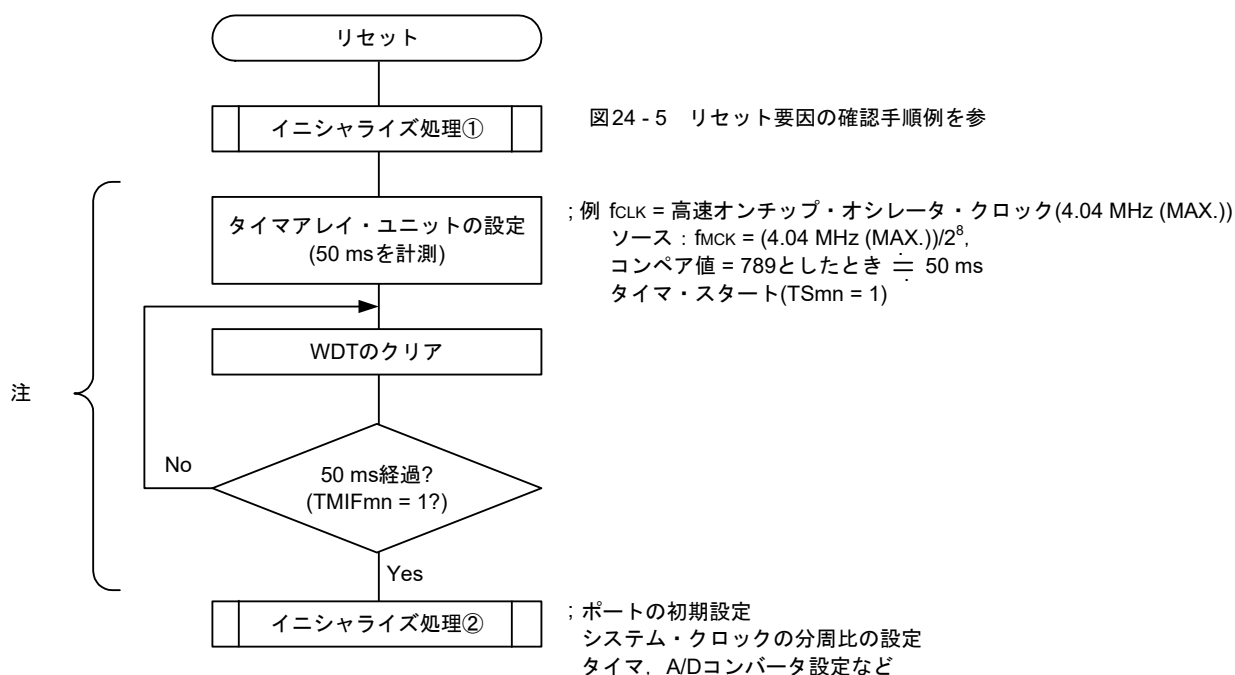 リセット
イニシャライズ処理①
図24 - 5　リセット要因の確認手順例を参
タイマアレイ・ユニットの設定
(50 msを計測)
; 例 fCLK = 高速オンチップ・オシレータ・クロック(4.04 MHz (MAX.))
ソース：fMCK = (4.04 MHz (MAX.))/2⁸,
コンペア値 = 789としたとき ≒ 50 ms
タイマ・スタート(TSmn = 1)
WDTのクリア
注
No
50 ms経過?
(TMIFmn = 1?)
Yes
イニシャライズ処理②
; ポートの初期設定
システム・クロックの分周比の設定
タイマ，A/Dコンバータ設定など